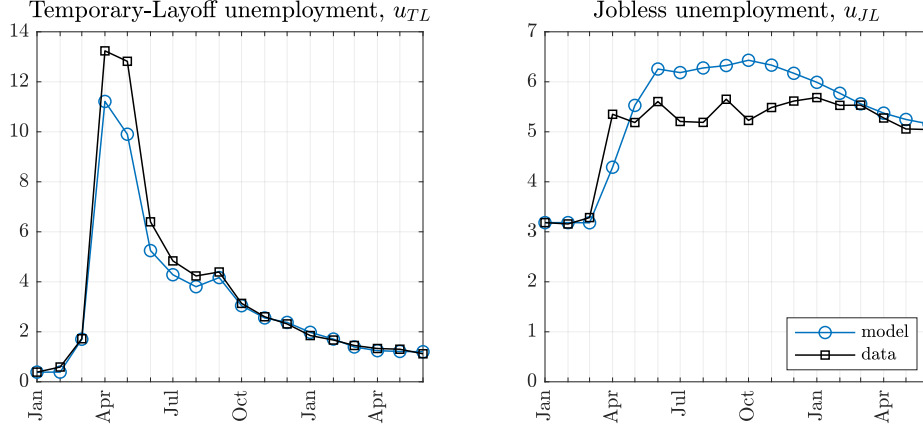 Temporary-Layoff unemployment, u_TL
14
12
10
8
6
4
2
0
Jan
Apr
Jul
Oct
Jan
Apr
Jobless unemployment, u_JL
7
6
5
4
3
2
1
0
Jan
Apr
Jul
Oct
Jan
Apr
model
data